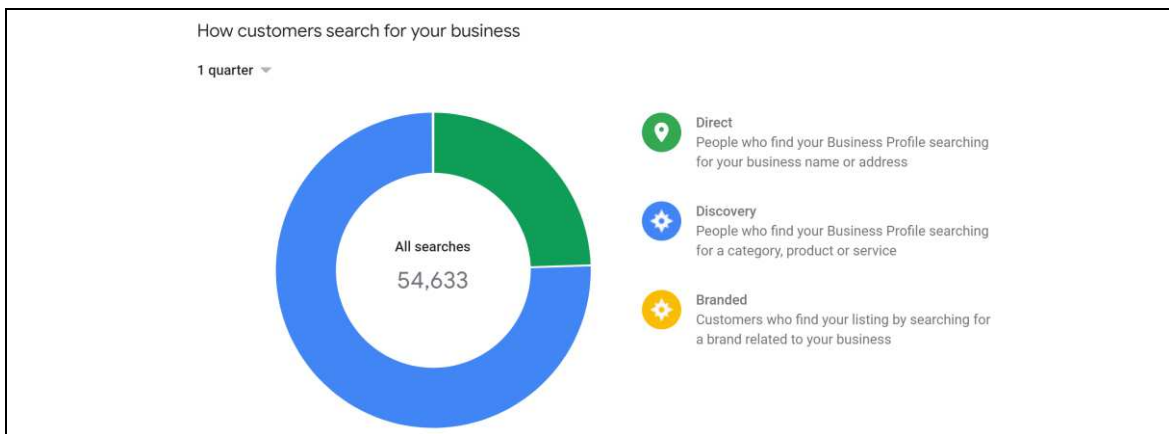 How customers search for your business
1 quarter
All searches
54,633
Direct
People who find your Business Profile searching
for your business name or address
Discovery
People who find your Business Profile searching
for a category, product or service
Branded
Customers who find your listing by searching for
a brand related to your business